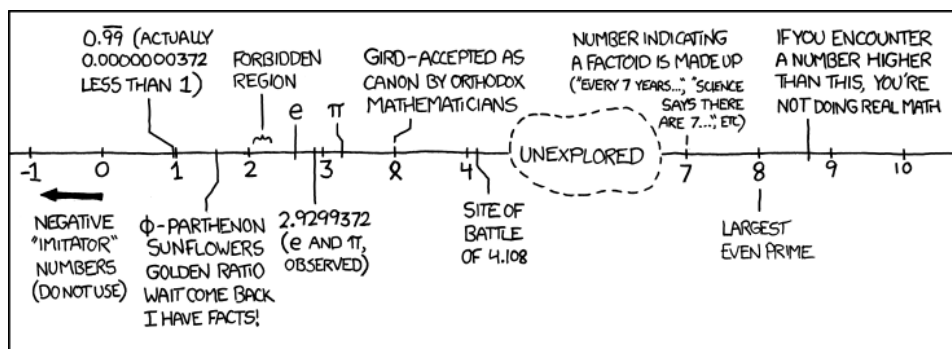 0.99 (ACTUALLY
0.0000000372
LESS THAN 1)
FORBIDDEN
REGION
e
π
GIRD-ACCEPTED AS
CANON BY ORTHODOX
MATHEMATICIANS
NUMBER INDICATING
A FACTOID IS MADE UP
("EVERY 7 YEARS...", "SCIENCE
SAYS THERE
ARE 7...", ETC)
IF YOU ENCOUNTER
A NUMBER HIGHER
THAN THIS, YOU'RE
NOT DOING REAL MATH
UNEXPLORED
-1 0 1 2 3 4 7 8 9 10
NEGATIVE
"IMITATOR"
NUMBERS
(DO NOT USE)
Φ-PARTHENON
SUNFLOWERS
GOLDEN RATIO
WAIT COME BACK
I HAVE FACTS!
2.9299372
(e AND π,
OBSERVED)
SITE OF
BATTLE
OF 4.108
LARGEST
EVEN PRIME